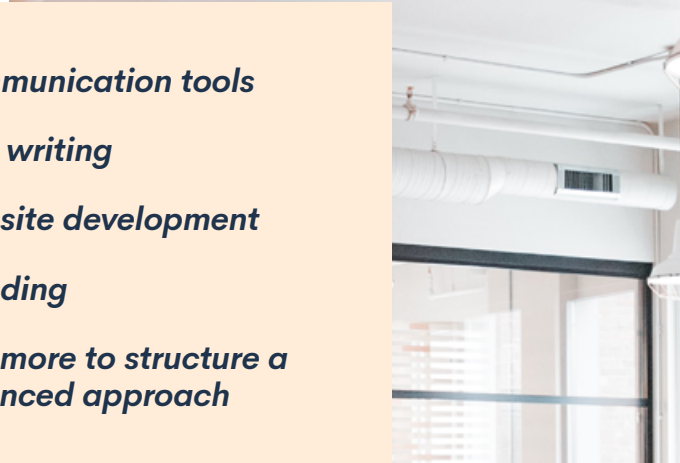 munication tools
writing
site development
ding
more to structure a
nced approach